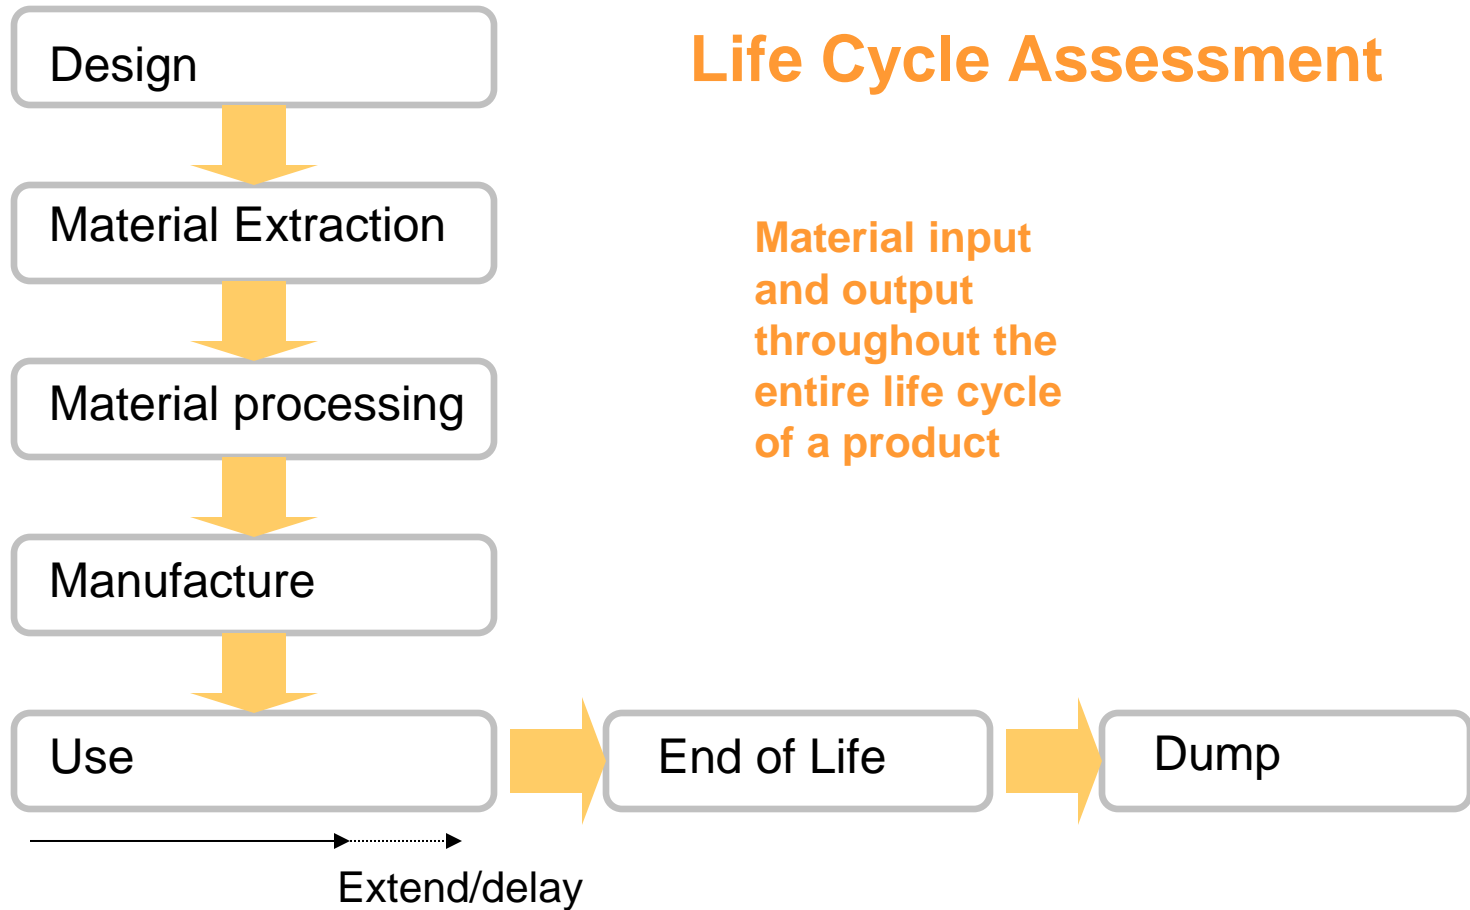 Design
Life Cycle Assessment
Material Extraction
Material input
and output
throughout the
entire life cycle
of a product
Material processing
Manufacture
Use
End of Life
Dump
Extend/delay